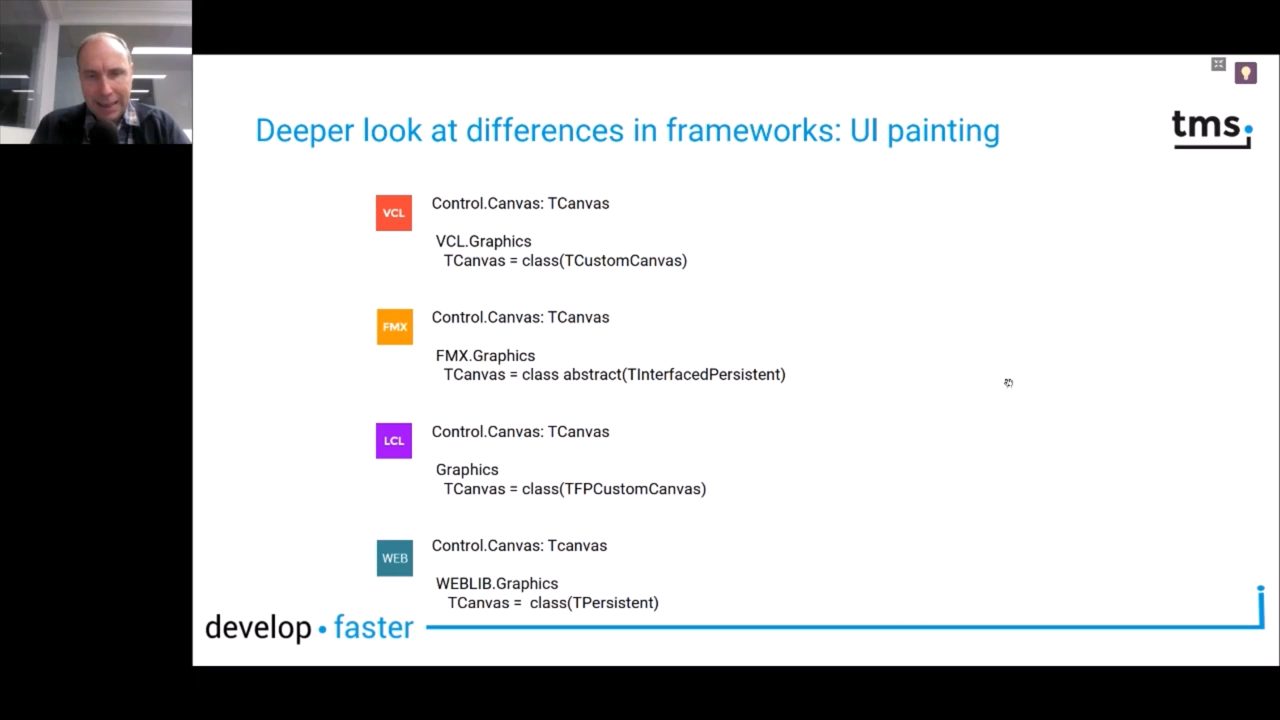 Deeper look at differences in frameworks: UI painting
tms.
VCL
Control.Canvas: TCanvas
VCL.Graphics
TCanvas = class(TCustomCanvas)
FMX
Control.Canvas: TCanvas
FMX.Graphics
TCanvas = class abstract(TInterfacedPersistent)
LCL
Control.Canvas: TCanvas
Graphics
TCanvas = class(TFPCustomCanvas)
WEB
Control.Canvas: Tcanvas
WEBLIB.Graphics
TCanvas =  class(TPersistent)
develop • faster